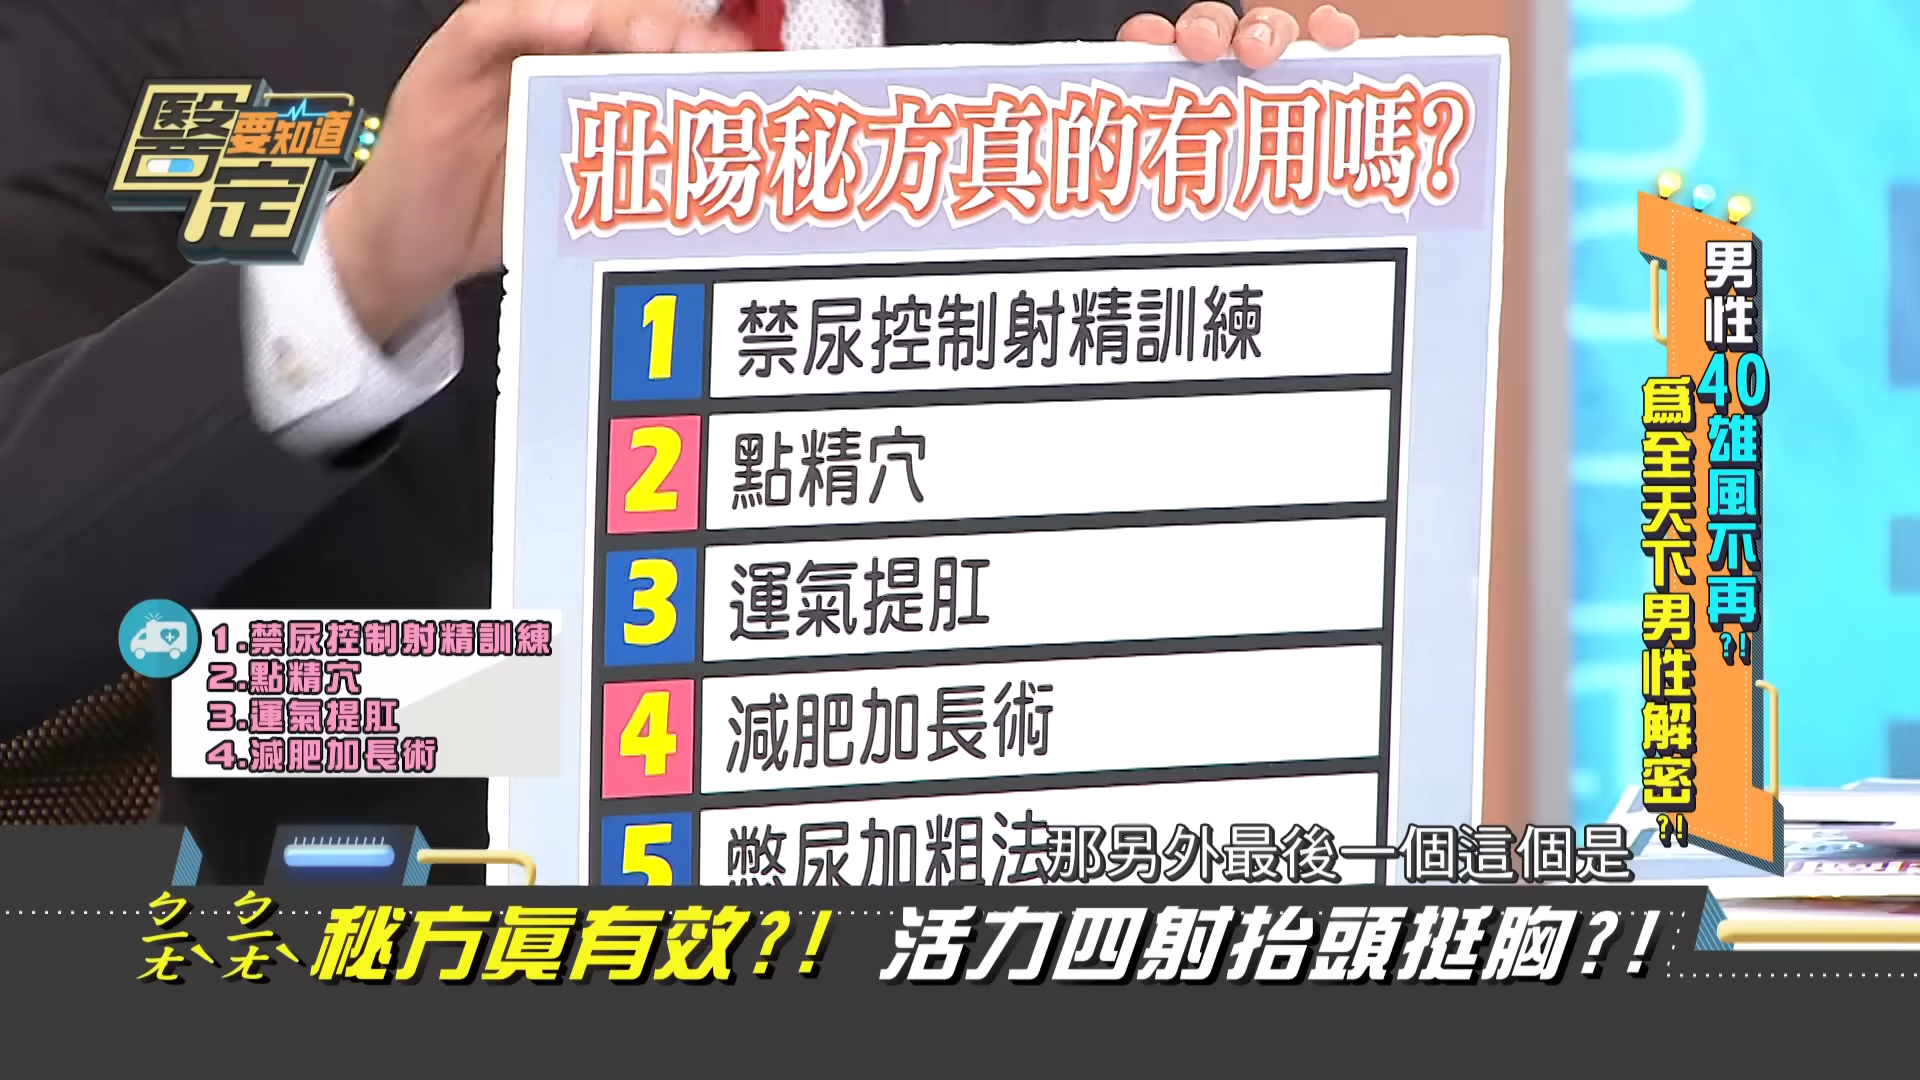 醫定要知道
壯陽秘方真的有用嗎?
1 禁尿控制射精訓練
2 點精穴
3 運氣提肛
4 減肥加長術
5 憋尿加粗法
1.禁尿控制射精訓練
2.點精穴
3.運氣提肛
4.減肥加長術
男性40雄風不再?!
為全天下男性解密?!
那另外最後一個這個是
ㄅㄧㄤˋㄅㄧㄤˋ秘方真有效?! 活力四射抬頭挺胸?!